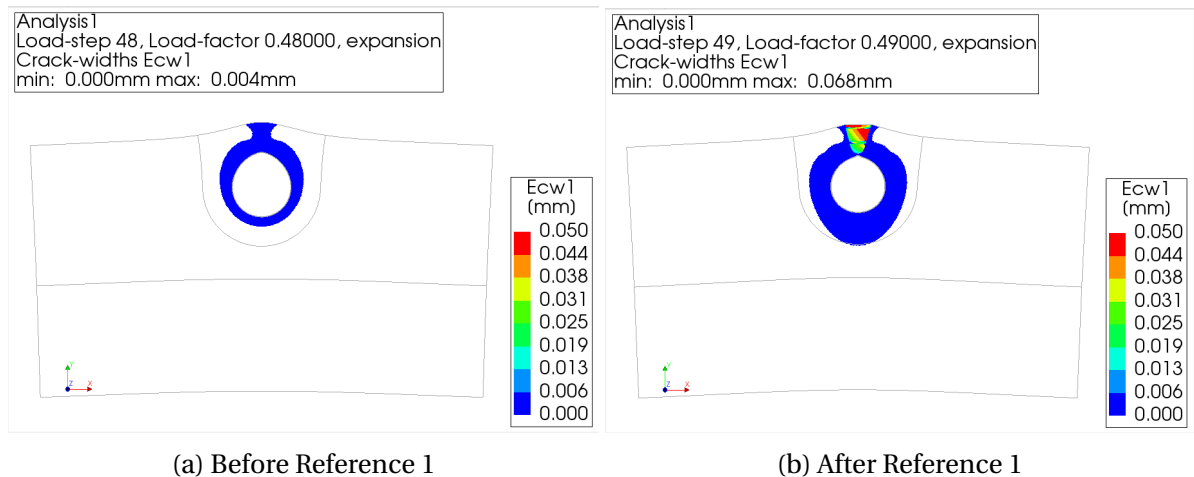 Analysis1
Load-step 48, Load-factor 0.48000, expansion
Crack-widths Ecw1
min: 0.000mm max: 0.004mm
Ecw1
(mm)
0.050
0.044
0.038
0.031
0.025
0.019
0.013
0.006
0.000
Y
Z
X
(a) Before Reference 1
Analysis1
Load-step 49, Load-factor 0.49000, expansion
Crack-widths Ecw1
min: 0.000mm max: 0.068mm
Ecw1
(mm)
0.050
0.044
0.038
0.031
0.025
0.019
0.013
0.006
0.000
Y
Z
X
(b) After Reference 1